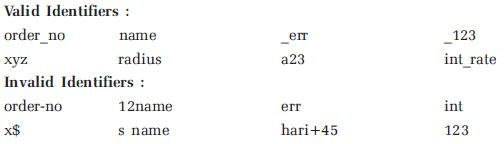 Valid Identifiers :
order_no name _err _123
xyz radius a23 int_rate
Invalid Identifiers :
order-no 12name err int
x$ s name hari+45 123